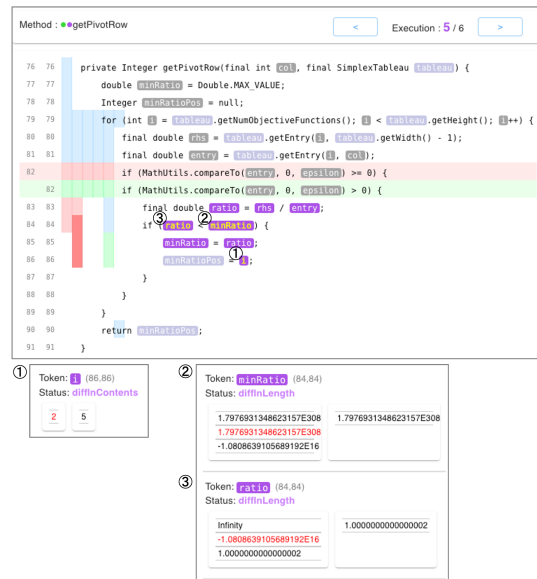 Method : getPivotRow < Execution : 5 / 6 >
76 76 private Integer getPivotRow(final int col, final SimplexTableau tableau) {
77 77 double minRatio = Double.MAX_VALUE;
78 78 Integer minRatioPos = null;
79 79 for (int i = tableau.getNumObjectiveFunctions(); i < tableau.getHeight(); i++) {
80 80 final double rhs = tableau.getEntry(i, tableau.getWidth() - 1);
81 81 final double entry = tableau.getEntry(i, col);
82 if (MathUtils.compareTo(entry, 0, epsilon) >= 0) {
82 if (MathUtils.compareTo(entry, 0, epsilon) > 0) {
83 83 final double ratio = rhs / entry;
③ ②
84 84 if (ratio < minRatio) {
85 85 minRatio = ratio;
①
86 86 minRatioPos = i;
87 87 }
88 88 }
89 89 }
90 90 return minRatioPos;
91 91 }
①
Token: i (86,86)
Status: diffInContents
2 5
②
Token: minRatio (84,84)
Status: diffInLength
1.7976931348623157E308 1.7976931348623157E308
1.7976931348623157E308
-1.0808639105689192E16
③
Token: ratio (84,84)
Status: diffInLength
Infinity 1.0000000000000002
-1.0808639105689192E16
1.0000000000000002